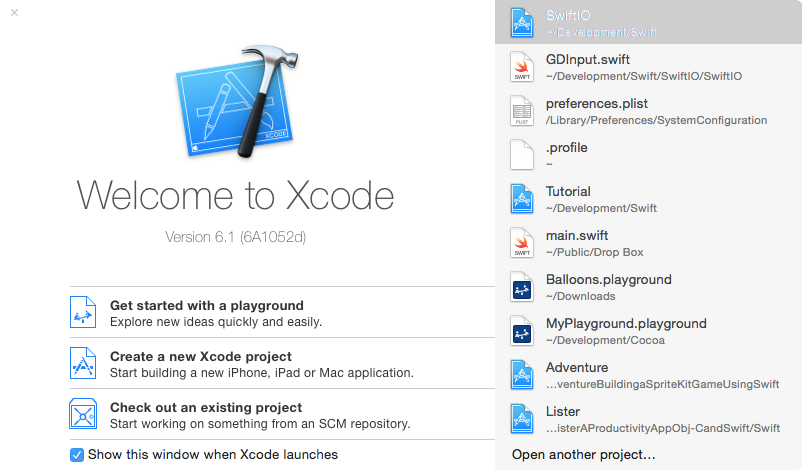 XCODE
Welcome to Xcode
Version 6.1 (6A1052d)
Get started with a playground
Explore new ideas quickly and easily.
Create a new Xcode project
Start building a new iPhone, iPad or Mac application.
Check out an existing project
Start working on something from an SCM repository.
Show this window when Xcode launches
SwiftIO
~/Development/Swift
SWIFT
GDInput.swift
~/Development/Swift/SwiftIO/SwiftIO
PLIST
preferences.plist
/Library/Preferences/SystemConfiguration
.profile
~
Tutorial
~/Development/Swift
SWIFT
main.swift
~/Public/Drop Box
Balloons.playground
~/Downloads
MyPlayground.playground
~/Development/Cocoa
Adventure
...ventureBuildingaSpriteKitGameUsingSwift
Lister
...isterAProductivityAppObj-CandSwift/Swift
Open another project...